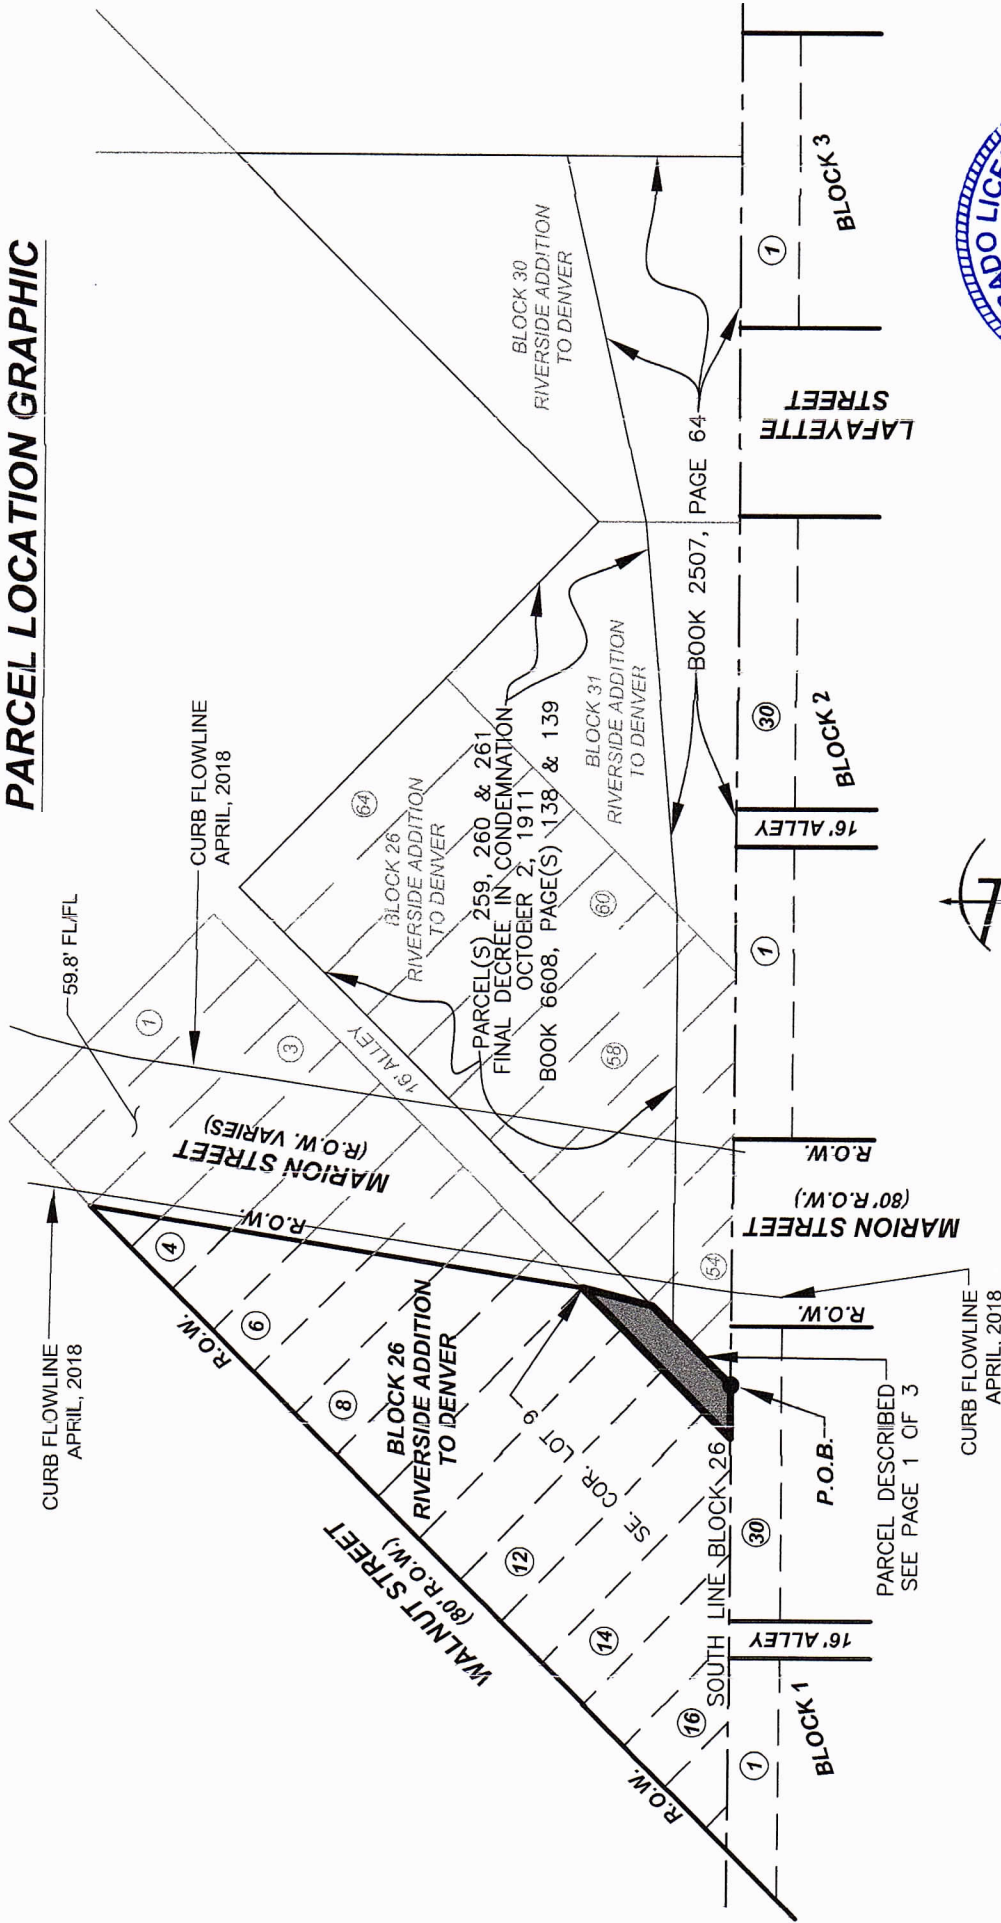 PARCEL LOCATION GRAPHIC
CURB FLOWLINE
APRIL, 2018
59.8' FL/FL
CURB FLOWLINE
APRIL, 2018
WALNUT STREET
(80' R.O.W.)
R.O.W.
R.O.W.
R.O.W.
MARION STREET
(R.O.W. VARIES)
1
3
4
6
8
12
14
16
BLOCK 26
RIVERSIDE ADDITION
TO DENVER
SE. COR. LOT 9
16' ALLEY
64
BLOCK 26
RIVERSIDE ADDITION
TO DENVER
PARCEL(S) 259, 260 & 261
FINAL DECREE IN CONDEMNATION
OCTOBER 2, 1911
BOOK 6608, PAGE(S) 138 & 139
58
60
54
BLOCK 31
RIVERSIDE ADDITION
TO DENVER
BLOCK 30
RIVERSIDE ADDITION
TO DENVER
BOOK 2507, PAGE 64
SOUTH LINE BLOCK 26
1
BLOCK 1
16' ALLEY
30
P.O.B.
PARCEL DESCRIBED
SEE PAGE 1 OF 3
R.O.W.
MARION STREET
(80' R.O.W.)
R.O.W.
CURB FLOWLINE
APRIL, 2018
1
16' ALLEY
30
BLOCK 2
LAFAYETTE
STREET
1
BLOCK 3